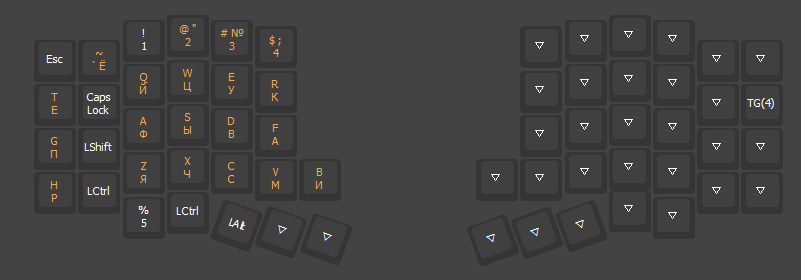 Esc
~
` Ё
!
1
@ "
2
# №
3
$ ;
4
T
Е
Caps
Lock
Q
Й
W
Ц
E
У
R
К
TG(4)
G
П
LShift
A
Ф
S
Ы
D
В
F
А
H
Р
LCtrl
Z
Я
X
Ч
C
С
V
М
B
И
%
5
LCtrl
LAlt